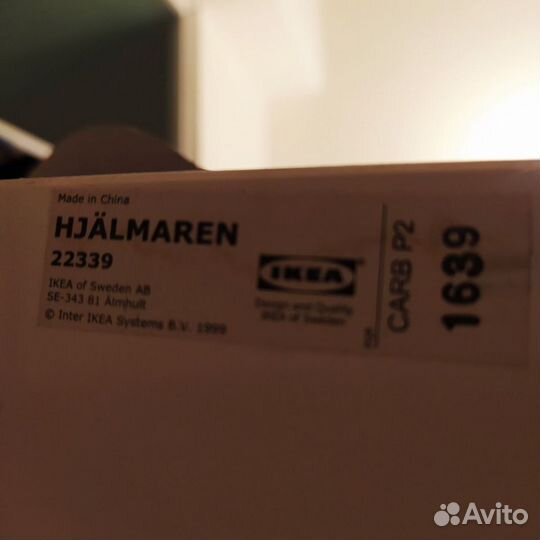 Made in China
HJÄLMAREN
22339
IKEA of Sweden AB
SE-343 81 Älmhult
© Inter IKEA Systems B.V. 1999
IKEA
Design and Quality
IKEA of Sweden
CARB P2
1639
Avito